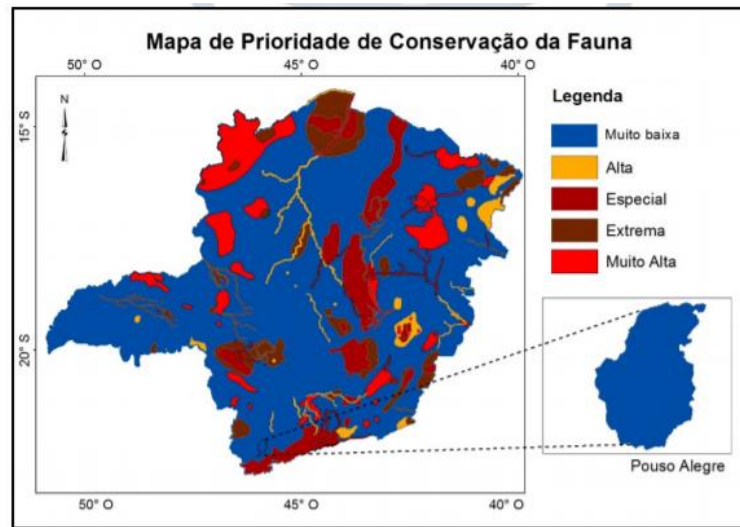 Mapa de Prioridade de Conservação da Fauna
50° O 45° O 40° O
N
15° S
20° S
Legenda
Muito baixa
Alta
Especial
Extrema
Muito Alta
Pouso Alegre
50° O 45° O 40° O